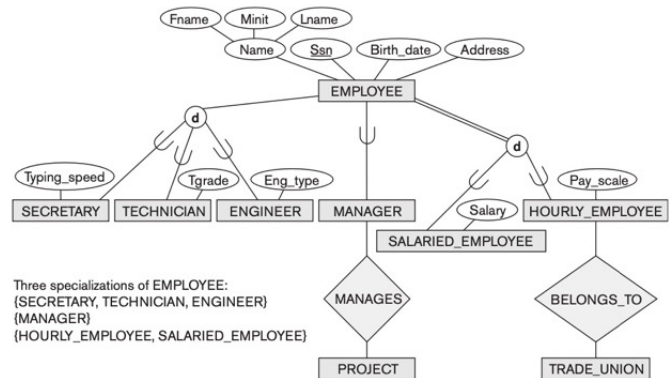 Fname Minit Lname
Name Ssn Birth_date Address
EMPLOYEE
d
d
Typing_speed Tgrade Eng_type Pay_scale
SECRETARY TECHNICIAN ENGINEER MANAGER Salary HOURLY_EMPLOYEE
SALARIED_EMPLOYEE
Three specializations of EMPLOYEE:
{SECRETARY, TECHNICIAN, ENGINEER}
{MANAGER}
{HOURLY_EMPLOYEE, SALARIED_EMPLOYEE}
MANAGES BELONGS_TO
PROJECT TRADE_UNION